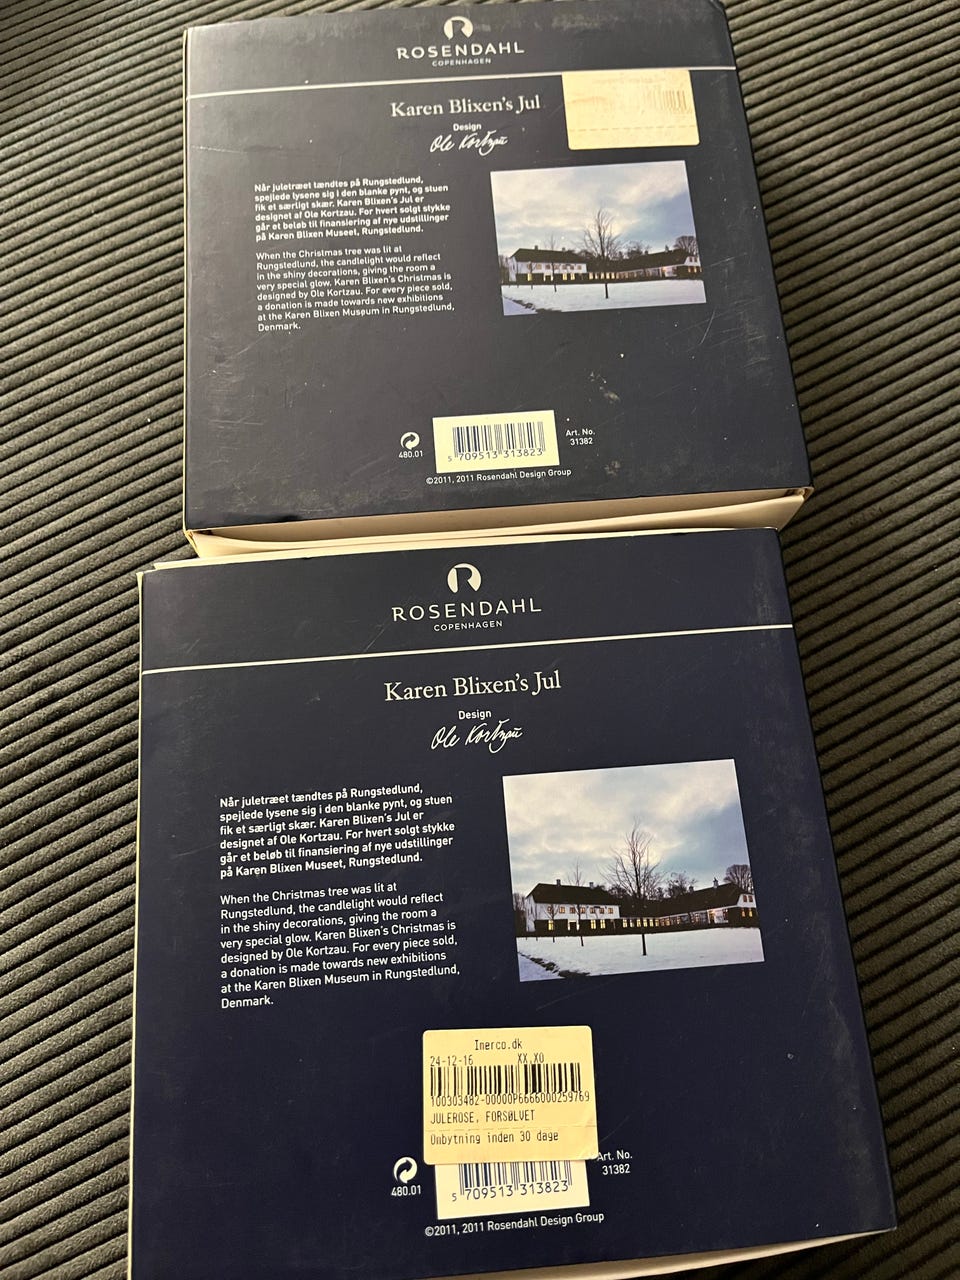 ROSENDAHL
COPENHAGEN
Karen Blixen's Jul
Design
Ole Kortzau
Når juletræet tændtes på Rungstedlund,
spejlede lysene sig i den blanke pynt, og stuen
fik et særligt skær. Karen Blixen's Jul er
designet af Ole Kortzau. For hvert solgt stykke
går et beløb til finansiering af nye udstillinger
på Karen Blixen Museet, Rungstedlund.
When the Christmas tree was lit at
Rungstedlund, the candlelight would reflect
in the shiny decorations, giving the room a
very special glow. Karen Blixen's Christmas is
designed by Ole Kortzau. For every piece sold,
a donation is made towards new exhibitions
at the Karen Blixen Museum in Rungstedlund,
Denmark.
480.01
5 709513 313823
Art. No.
31382
©2011, 2011 Rosendahl Design Group
ROSENDAHL
COPENHAGEN
Karen Blixen's Jul
Design
Ole Kortzau
Når juletræet tændtes på Rungstedlund,
spejlede lysene sig i den blanke pynt, og stuen
fik et særligt skær. Karen Blixen's Jul er
designet af Ole Kortzau. For hvert solgt stykke
går et beløb til finansiering af nye udstillinger
på Karen Blixen Museet, Rungstedlund.
When the Christmas tree was lit at
Rungstedlund, the candlelight would reflect
in the shiny decorations, giving the room a
very special glow. Karen Blixen's Christmas is
designed by Ole Kortzau. For every piece sold,
a donation is made towards new exhibitions
at the Karen Blixen Museum in Rungstedlund,
Denmark.
Inerco.dk
24-12-16 XX,XO
100303482-00000P6666000259769
JULEROSE, FORSØLVET
Ombytning inden 30 dage
480.01
5 709513 313823
Art. No.
31382
©2011, 2011 Rosendahl Design Group